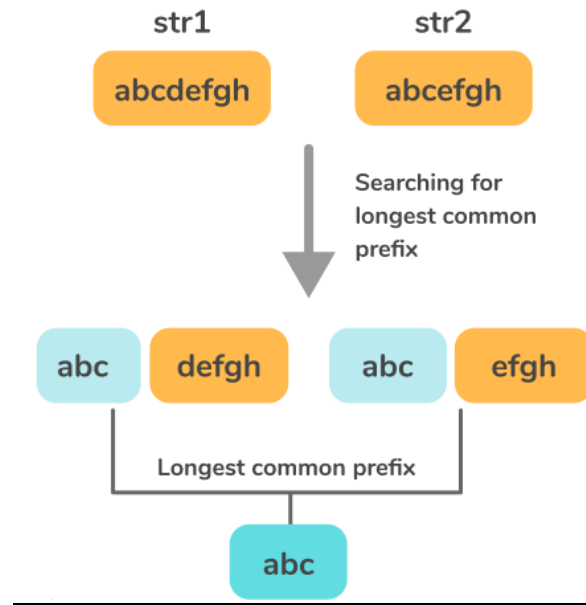 str1 str2
abcdefgh abcefgh
Searching for
longest common
prefix
abc defgh abc efgh
Longest common prefix
abc